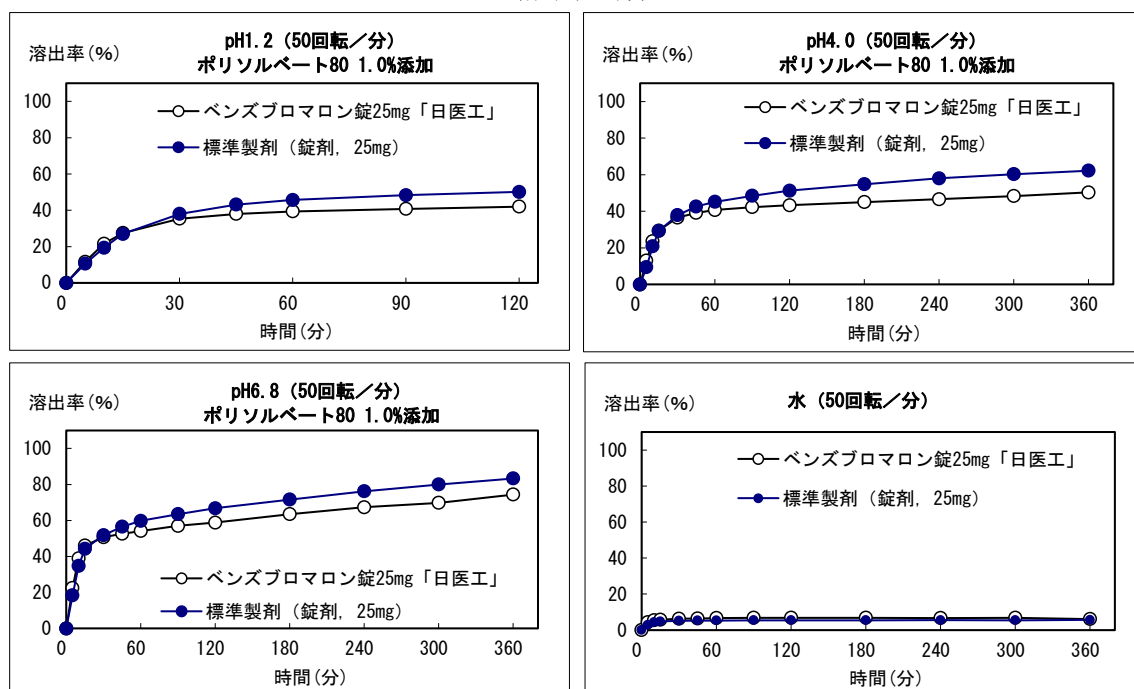 pH1.2 (50回転/分)
ポリソルベート80 1.0%添加
溶出率(%)
100
80
60
40
20
0
ベンズブロマロン錠25mg「日医工」
標準製剤(錠剤, 25mg)
0 30 60 90 120
時間(分)
pH4.0 (50回転/分)
ポリソルベート80 1.0%添加
溶出率(%)
100
80
60
40
20
0
ベンズブロマロン錠25mg「日医工」
標準製剤(錠剤, 25mg)
0 60 120 180 240 300 360
時間(分)
pH6.8 (50回転/分)
ポリソルベート80 1.0%添加
溶出率(%)
100
80
60
40
20
0
ベンズブロマロン錠25mg「日医工」
標準製剤(錠剤, 25mg)
0 60 120 180 240 300 360
時間(分)
水 (50回転/分)
溶出率(%)
100
80
60
40
20
0
ベンズブロマロン錠25mg「日医工」
標準製剤(錠剤, 25mg)
0 60 120 180 240 300 360
時間(分)